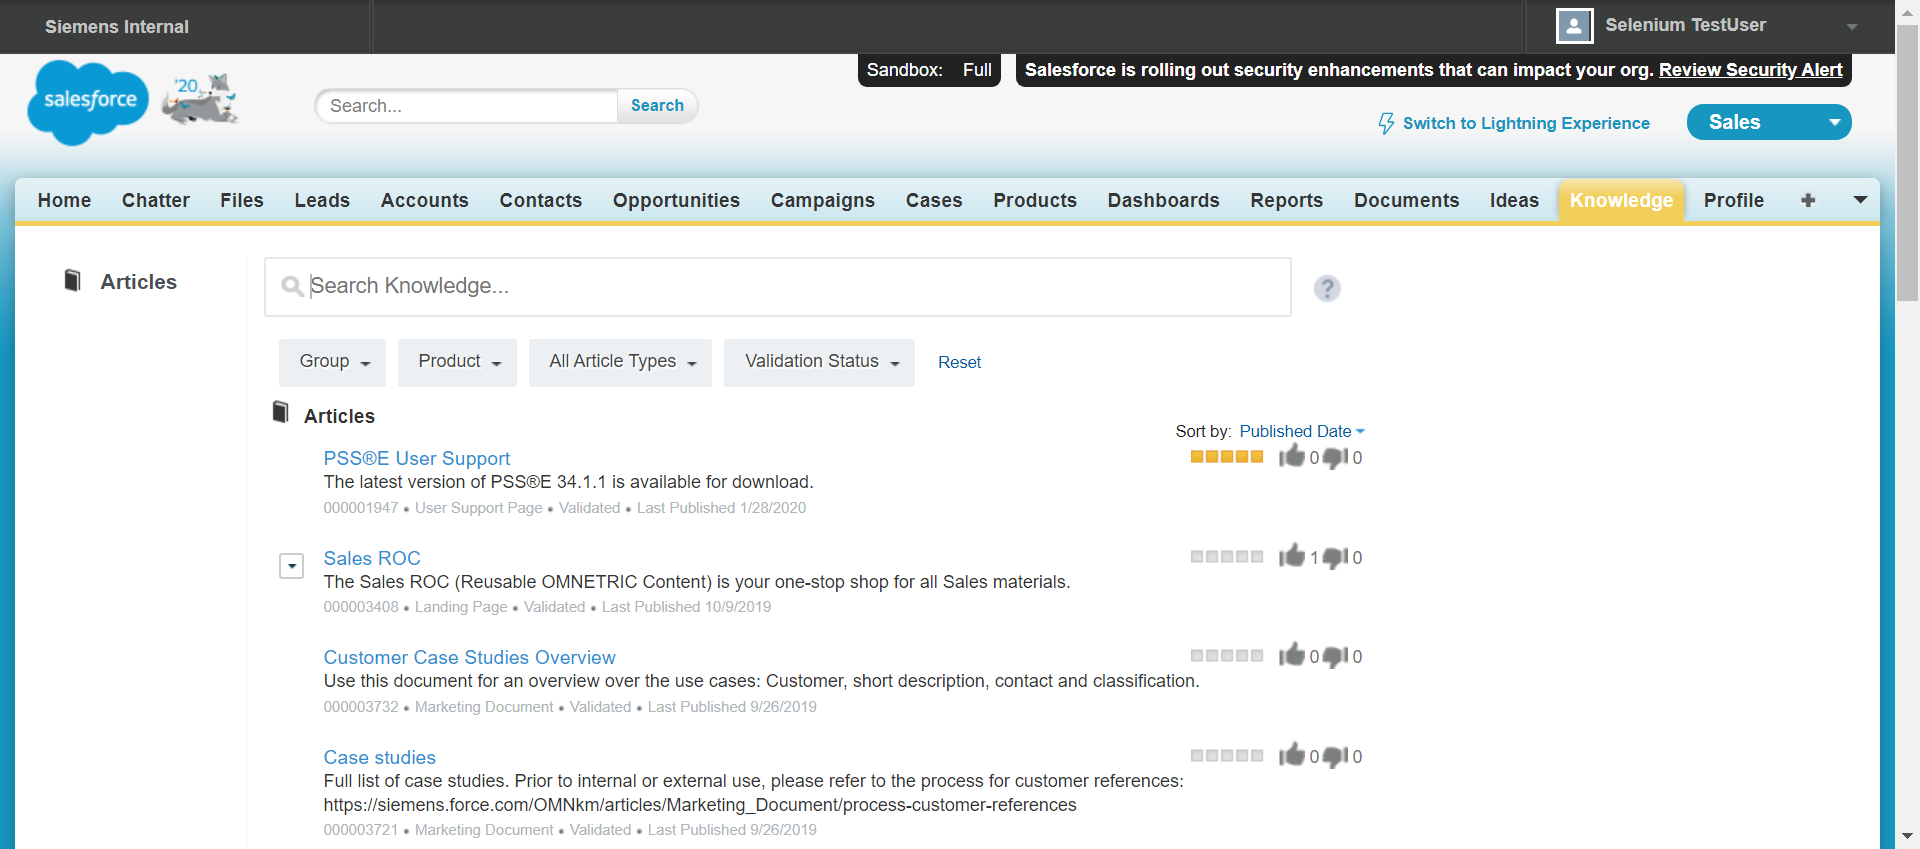 Siemens Internal
Selenium TestUser
Sandbox: Full
Salesforce is rolling out security enhancements that can impact your org. Review Security Alert
salesforce
'20
Search...
Search
Switch to Lightning Experience
Sales
Home Chatter Files Leads Accounts Contacts Opportunities Campaigns Cases Products Dashboards Reports Documents Ideas Knowledge Profile +
Articles
Search Knowledge...
?
Group Product All Article Types Validation Status Reset
Articles
Sort by: Published Date
PSS®E User Support
0 0
The latest version of PSS®E 34.1.1 is available for download.
000001947 • User Support Page • Validated • Last Published 1/28/2020
Sales ROC
1 0
The Sales ROC (Reusable OMNETRIC Content) is your one-stop shop for all Sales materials.
000003408 • Landing Page • Validated • Last Published 10/9/2019
Customer Case Studies Overview
0 0
Use this document for an overview over the use cases: Customer, short description, contact and classification.
000003732 • Marketing Document • Validated • Last Published 9/26/2019
Case studies
0 0
Full list of case studies. Prior to internal or external use, please refer to the process for customer references:
https://siemens.force.com/OMNkm/articles/Marketing_Document/process-customer-references
000003721 • Marketing Document • Validated • Last Published 9/26/2019